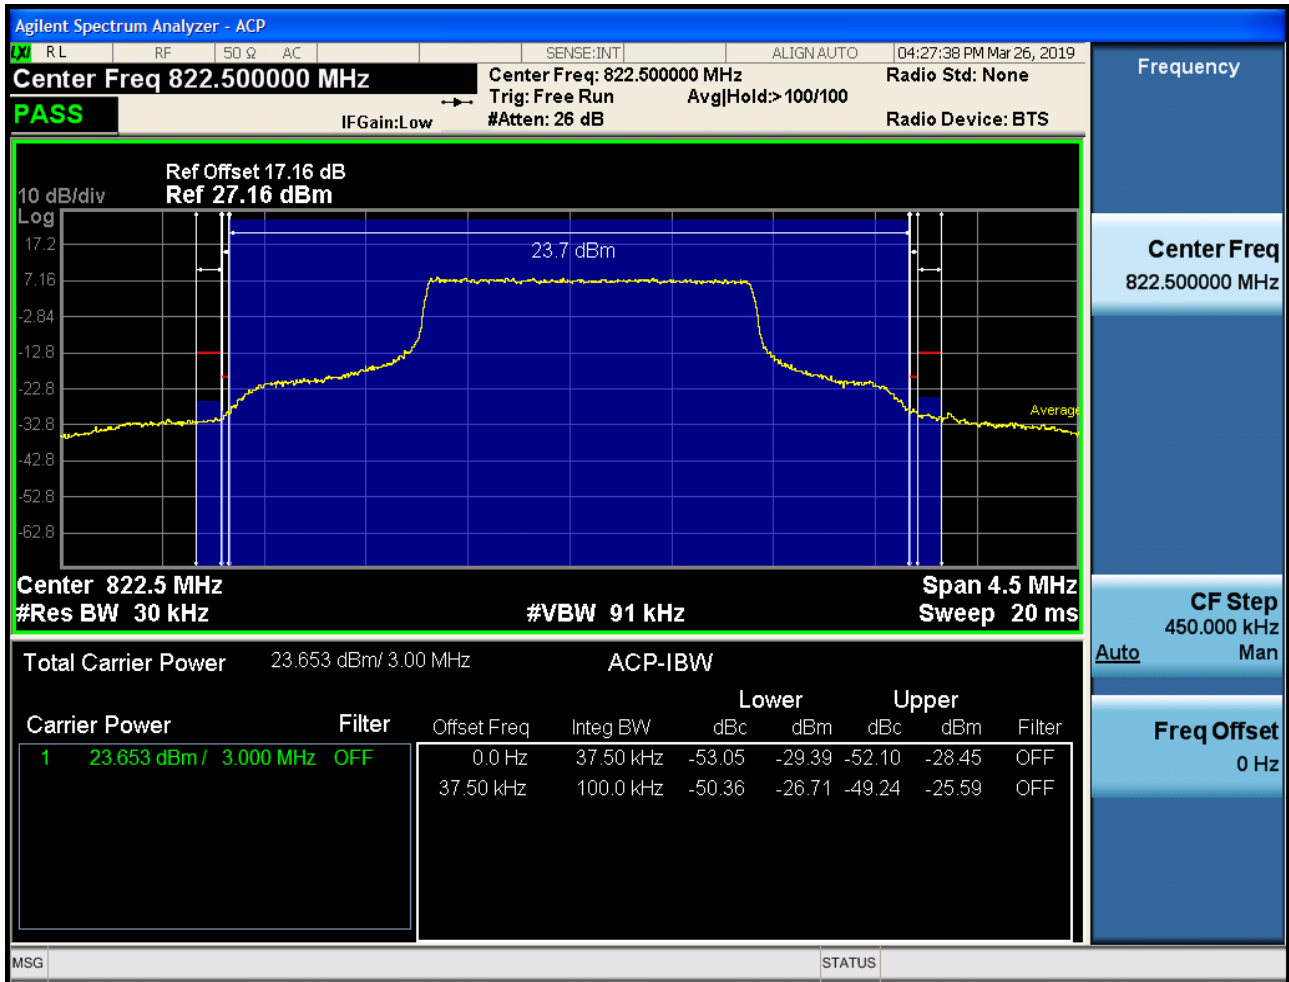 Agilent Spectrum Analyzer - ACP
LXI RL RF 50 Ω AC SENSE:INT ALIGN AUTO 04:27:38 PM Mar 26, 2019
Center Freq 822.500000 MHz Center Freq: 822.500000 MHz Radio Std: None
Trig: Free Run Avg|Hold:> 100/100
PASS IFGain:Low #Atten: 26 dB Radio Device: BTS
Ref Offset 17.16 dB
10 dB/div Ref 27.16 dBm
Log
17.2
23.7 dBm
7.16
-2.84
-12.8
-22.8
Average
-32.8
-42.8
-52.8
-62.8
Center 822.5 MHz Span 4.5 MHz
#Res BW 30 kHz #VBW 91 kHz Sweep 20 ms
Total Carrier Power 23.653 dBm/ 3.00 MHz ACP-IBW
Lower Upper
Carrier Power Filter Offset Freq Integ BW dBc dBm dBc dBm Filter
1 23.653 dBm / 3.000 MHz OFF 0.0 Hz 37.50 kHz -53.05 -29.39 -52.10 -28.45 OFF
37.50 kHz 100.0 kHz -50.36 -26.71 -49.24 -25.59 OFF
Frequency
Center Freq
822.500000 MHz
CF Step
450.000 kHz
Auto Man
Freq Offset
0 Hz
MSG STATUS